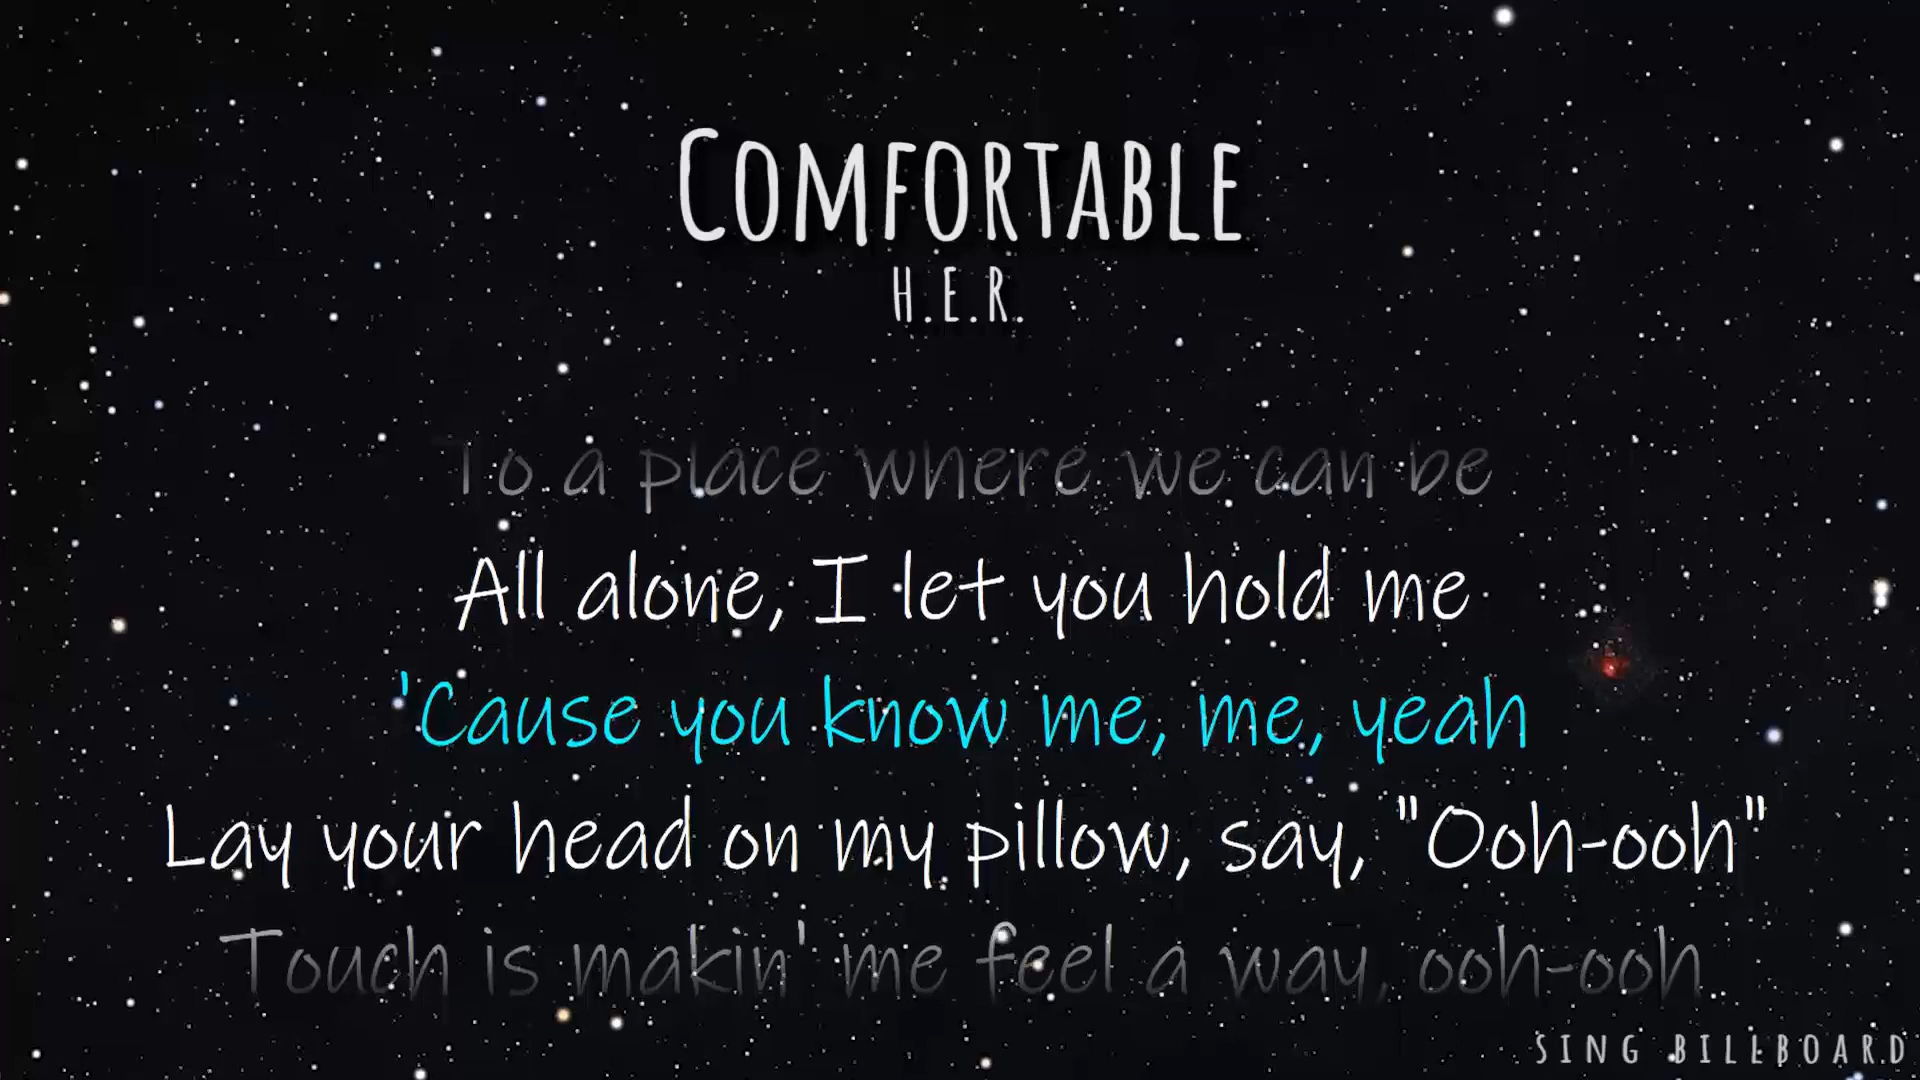 COMFORTABLE
H.E.R.
To a place where we can be
All alone, I let you hold me
'Cause you know me, me, yeah
Lay your head on my pillow, say, "Ooh-ooh"
Touch is makin' me feel a way, ooh-ooh
SING BILLBOARD